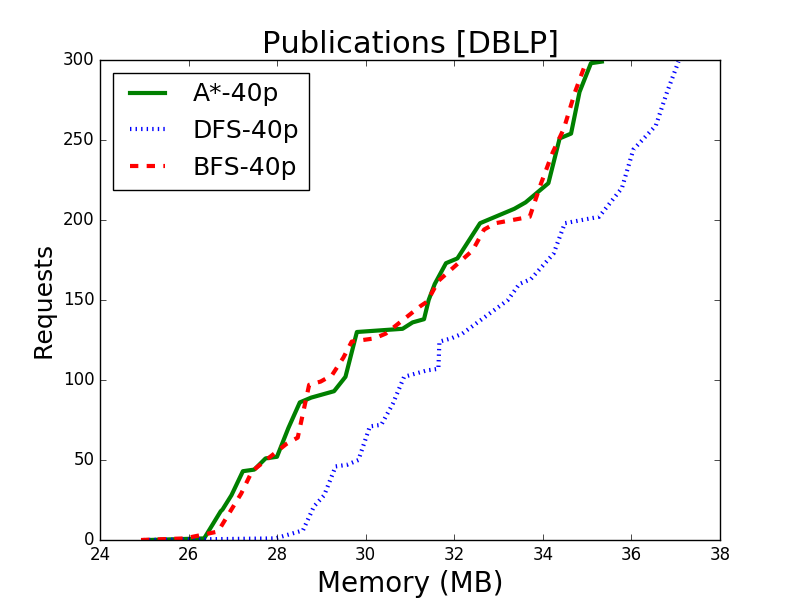 Publications [DBLP]
A*-40p
DFS-40p
BFS-40p
Requests
300
250
200
150
100
50
0
24 26 28 30 32 34 36 38
Memory (MB)